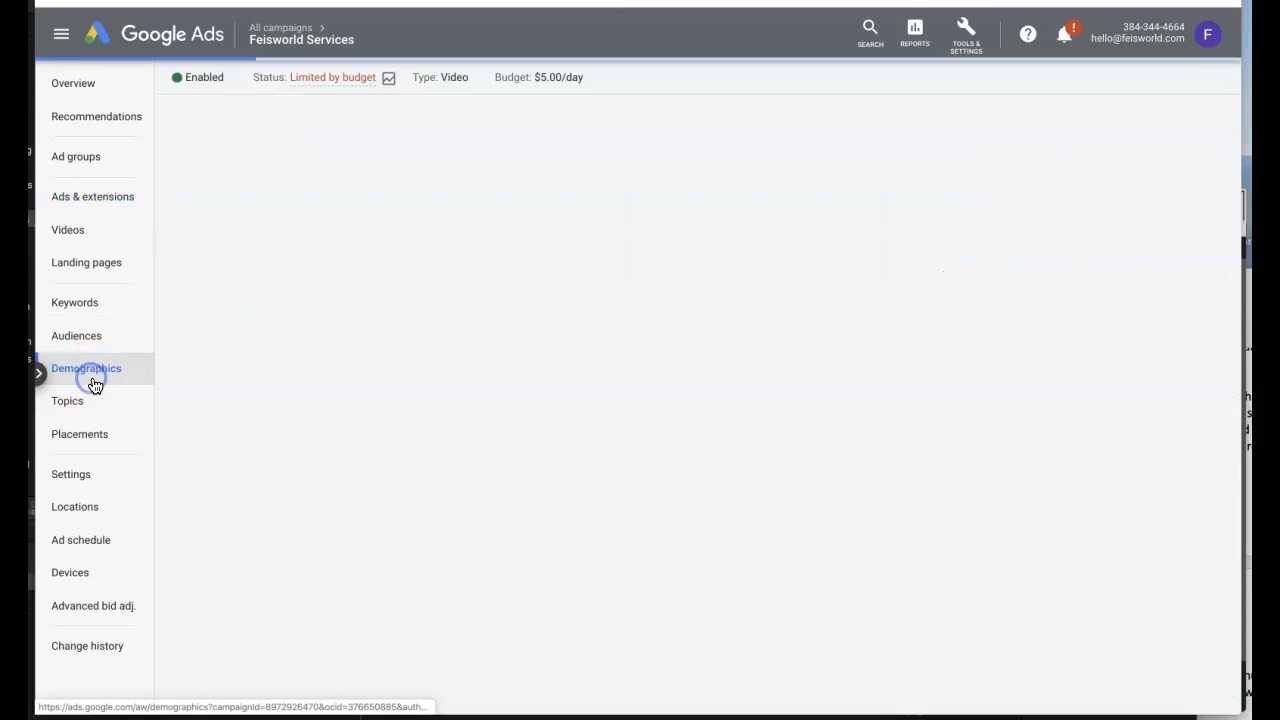 Google Ads
All campaigns >
Feisworld Services
SEARCH
REPORTS
TOOLS &
SETTINGS
?
!
384-344-4664
hello@feisworld.com
F
Enabled
Status: Limited by budget
Type: Video
Budget: $5.00/day
Overview
Recommendations
Ad groups
Ads & extensions
Videos
Landing pages
Keywords
Audiences
Demographics
Topics
Placements
Settings
Locations
Ad schedule
Devices
Advanced bid adj.
Change history
https://ads.google.com/aw/demographics?campaignId=8972926470&ocid=376650885&auth...